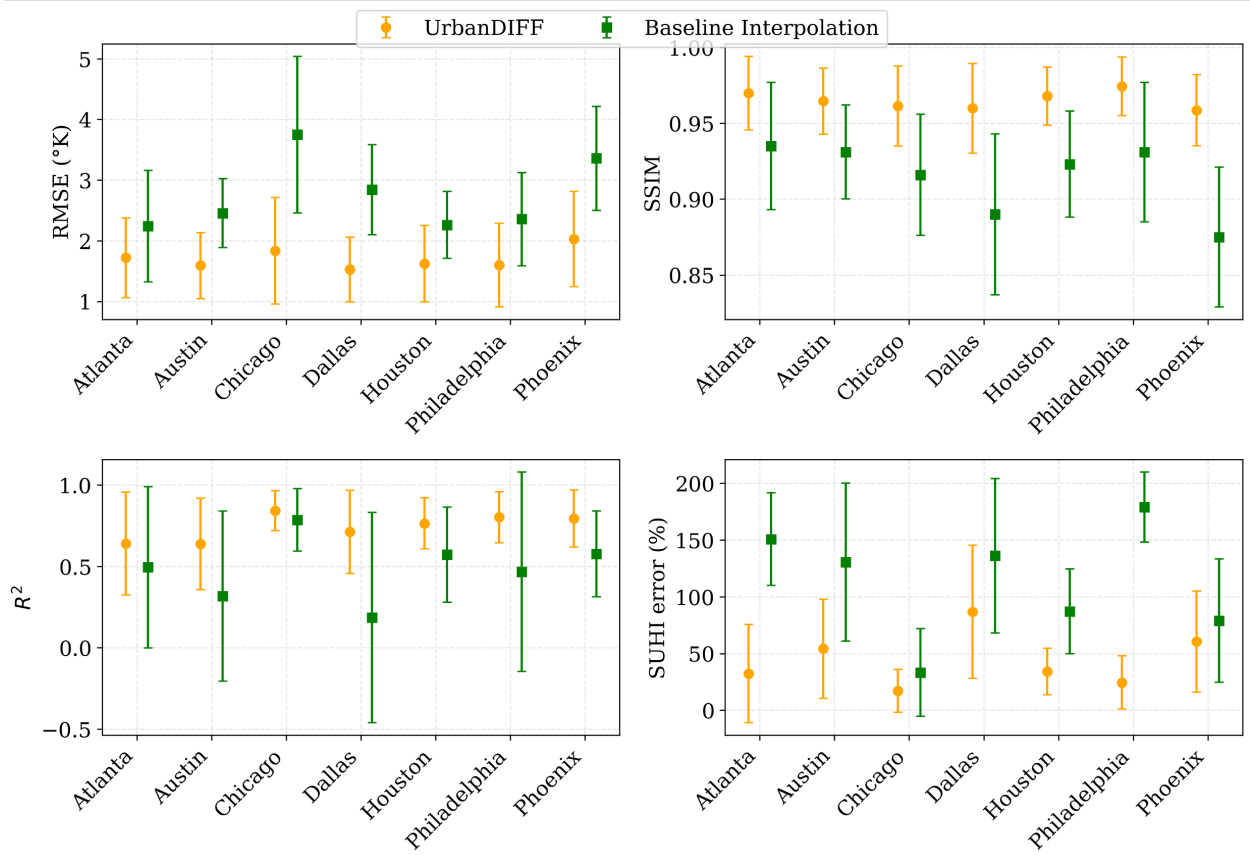 UrbanDIFF
Baseline Interpolation
RMSE (°K)
5
4
3
2
1
Atlanta
Austin
Chicago
Dallas
Houston
Philadelphia
Phoenix
SSIM
1.00
0.95
0.90
0.85
Atlanta
Austin
Chicago
Dallas
Houston
Philadelphia
Phoenix
R²
1.0
0.5
0.0
−0.5
Atlanta
Austin
Chicago
Dallas
Houston
Philadelphia
Phoenix
SUHI error (%)
200
150
100
50
0
Atlanta
Austin
Chicago
Dallas
Houston
Philadelphia
Phoenix